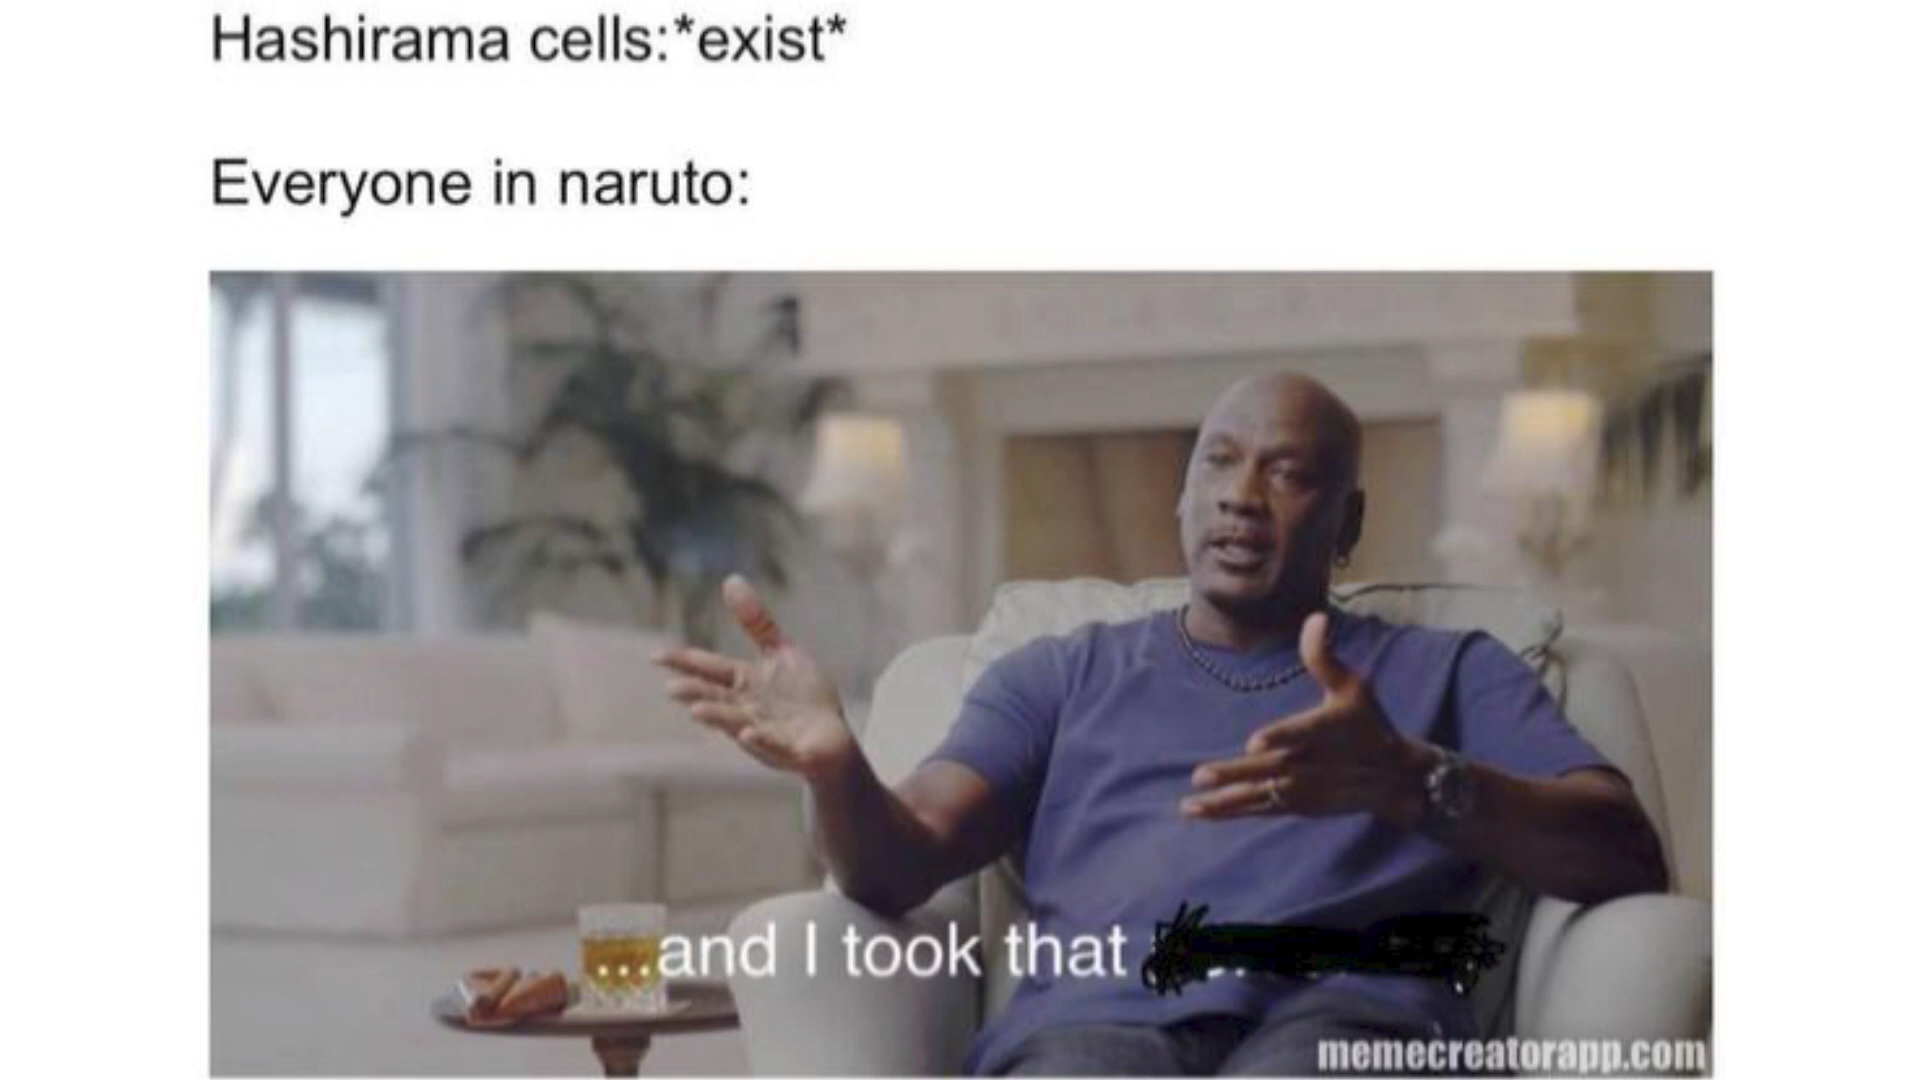 Hashirama cells:*exist*
Everyone in naruto:
...and I took that
memecreatorapp.com